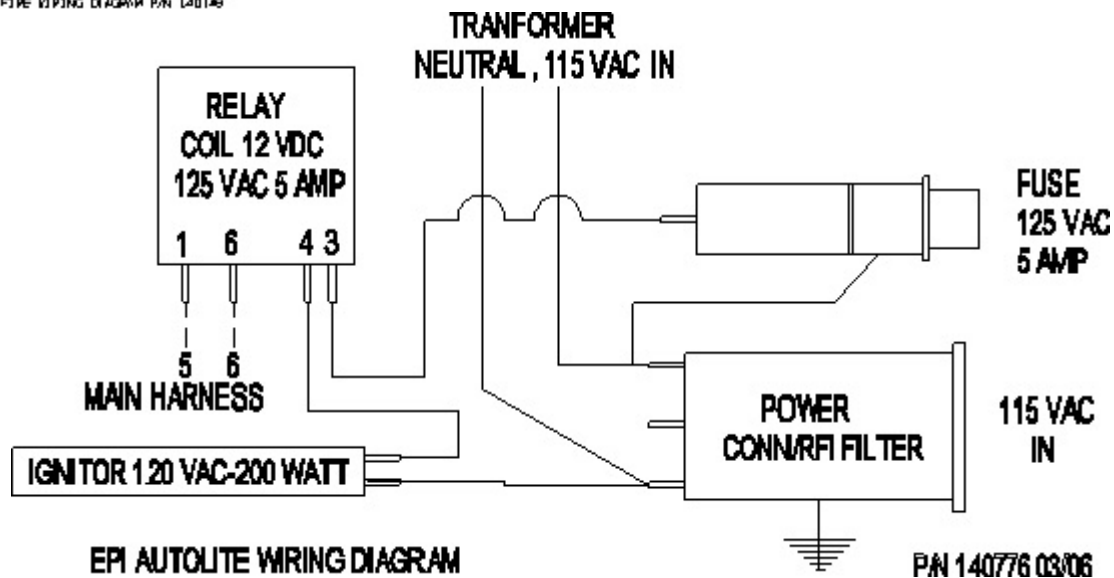 WIRING DIAGRAM P/N
TRANFORMER
NEUTRAL, 115 VAC IN
RELAY
COIL 12 VDC
125 VAC 5 AMP
1 6 4 3
5 6
MAIN HARNESS
FUSE
125 VAC
5 AMP
POWER
CONN/RFI FILTER
115 VAC
IN
IGNITOR 120 VAC-200 WATT
EPI AUTOLITE WIRING DIAGRAM
P/N 140776 03/06